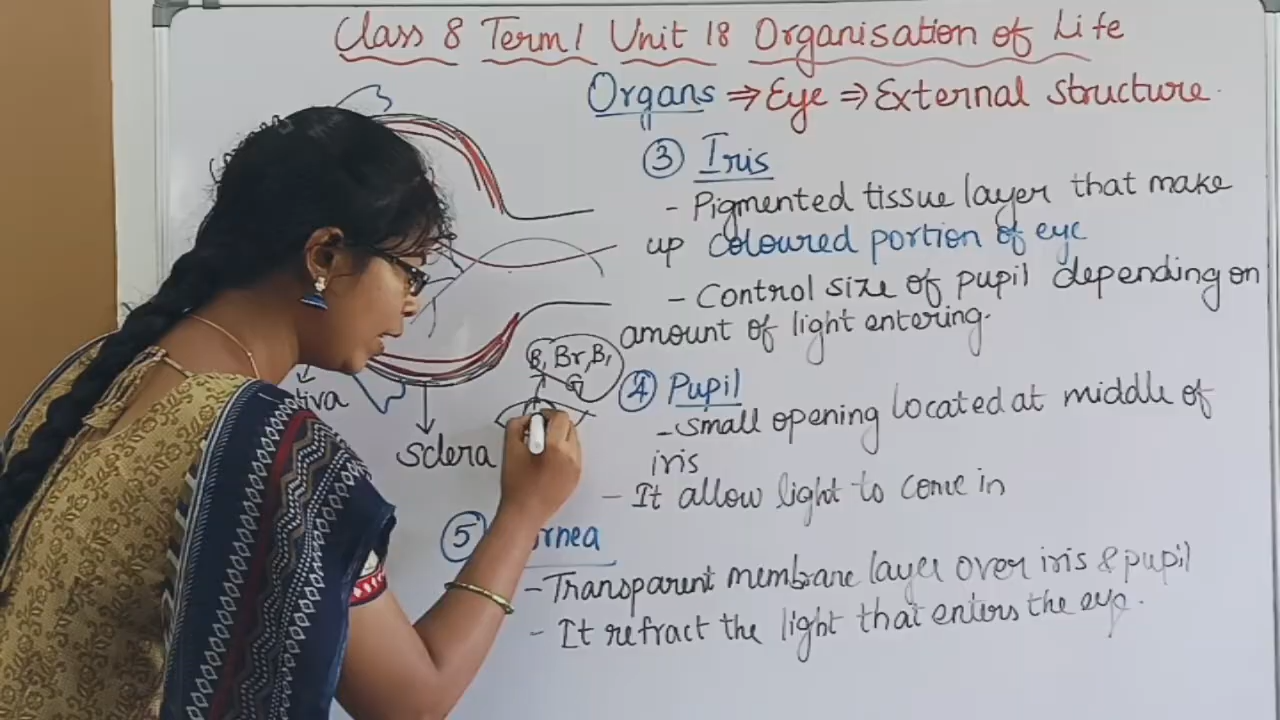 Class 8 Term 1 Unit 18 Organisation of Life
Organs ⇒ Eye ⇒ External structure.
③ Iris
- Pigmented tissue layer that make
up coloured portion of eye
- Control size of pupil depending on
amount of light entering.
B, Br, B,
G
④ Pupil
- small opening located at middle of
iris
- It allow light to come in
sclera
⑤
- Transparent membrane layer over iris & pupil
- It refract the light that enters the eye.